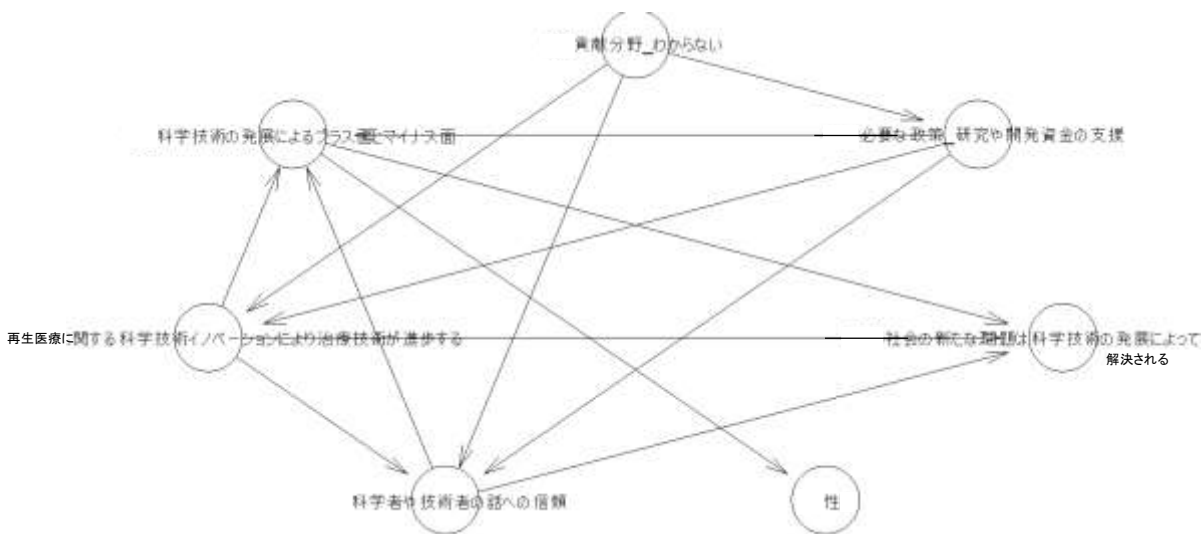 貢献分野_わからない
科学技術の発展によるプラス面とマイナス面
必要な政策_研究や開発資金の支援
再生医療に関する科学技術イノベーションにより治療技術が進歩する
社会の新たな問題は科学技術の発展によって
解決される
科学者や技術者の話への信頼
性